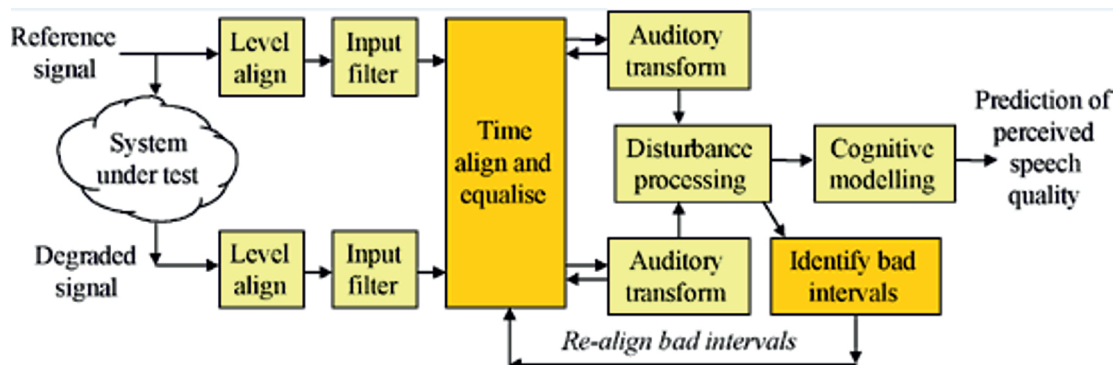 Reference
signal
Level
align
Input
filter
Auditory
transform
System
under test
Time
align and
equalise
Disturbance
processing
Cognitive
modelling
Prediction of
perceived
speech
quality
Degraded
signal
Level
align
Input
filter
Auditory
transform
Identify bad
intervals
Re-align bad intervals